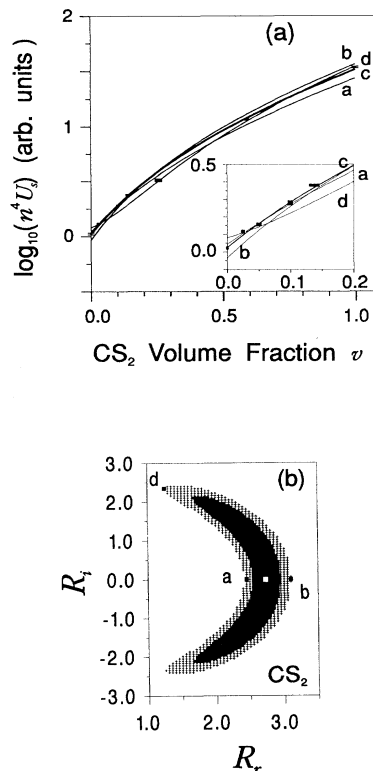 (a)
2
1
0
log₁₀(n⁴Uₛ) (arb. units)
b
d
c
a
0.5
0.0
c
a
d
b
0.0 0.1 0.2
0.0 0.5 1.0
CS₂ Volume Fraction v
(b)
3.0
2.0
1.0
0.0
-1.0
-2.0
-3.0
Rᵢ
d
a
b
CS₂
1.0 2.0 3.0
Rᵣ